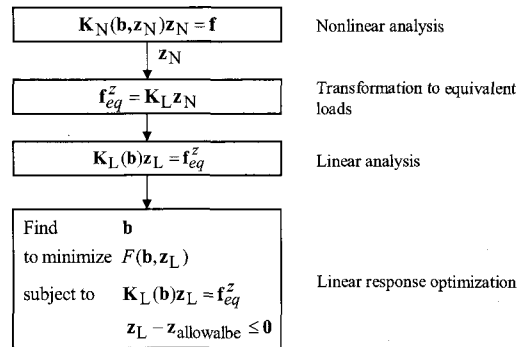 K_N(b,z_N)z_N = f
Nonlinear analysis
z_N
f_eq^z = K_L z_N
Transformation to equivalent
loads
K_L(b)z_L = f_eq^z
Linear analysis
Find b
to minimize F(b,z_L)
subject to K_L(b)z_L = f_eq^z
z_L − z_allowalbe ≤ 0
Linear response optimization